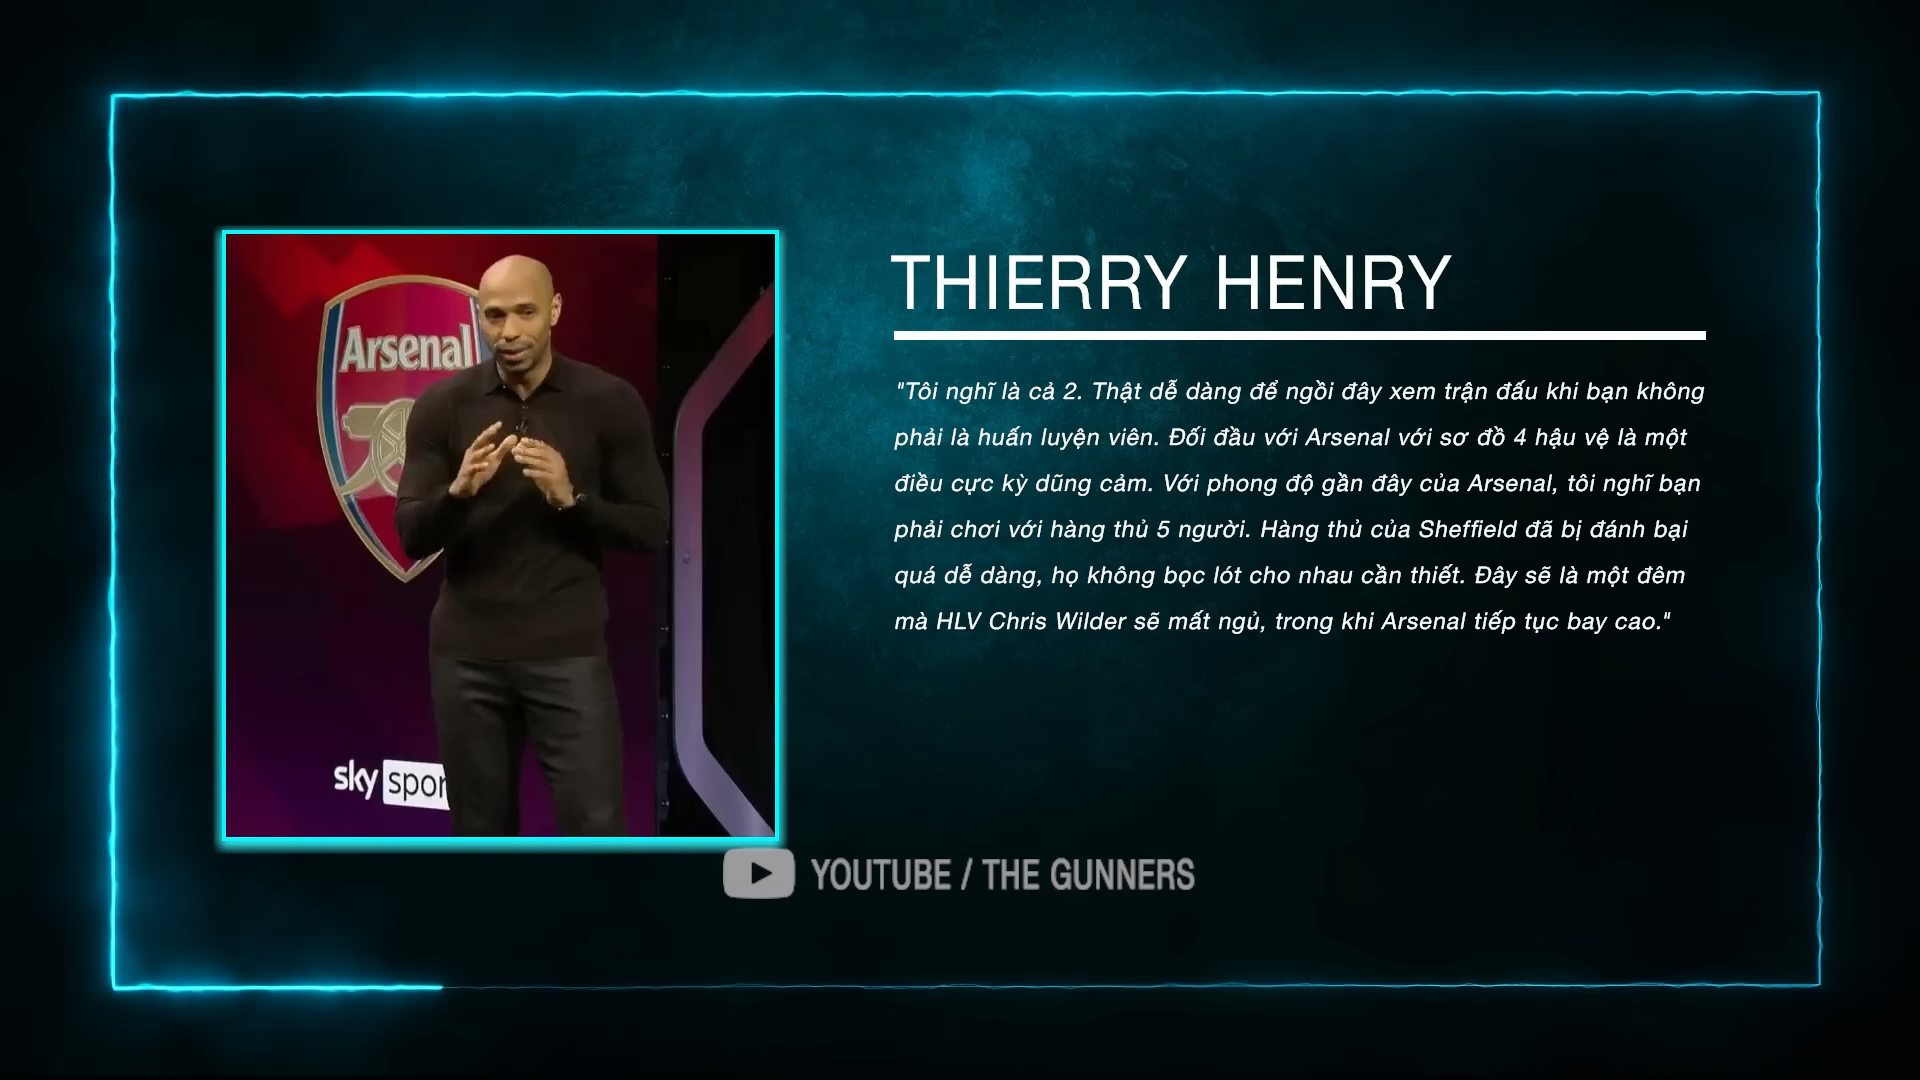 THIERRY HENRY
"Tôi nghĩ là cả 2. Thật dễ dàng để ngồi đây xem trận đấu khi bạn không
phải là huấn luyện viên. Đối đầu với Arsenal với sơ đồ 4 hậu vệ là một
điều cực kỳ dũng cảm. Với phong độ gần đây của Arsenal, tôi nghĩ bạn
phải chơi với hàng thủ 5 người. Hàng thủ của Sheffield đã bị đánh bại
quá dễ dàng, họ không bọc lót cho nhau cần thiết. Đây sẽ là một đêm
mà HLV Chris Wilder sẽ mất ngủ, trong khi Arsenal tiếp tục bay cao."
Arsenal
sky spor
YOUTUBE / THE GUNNERS